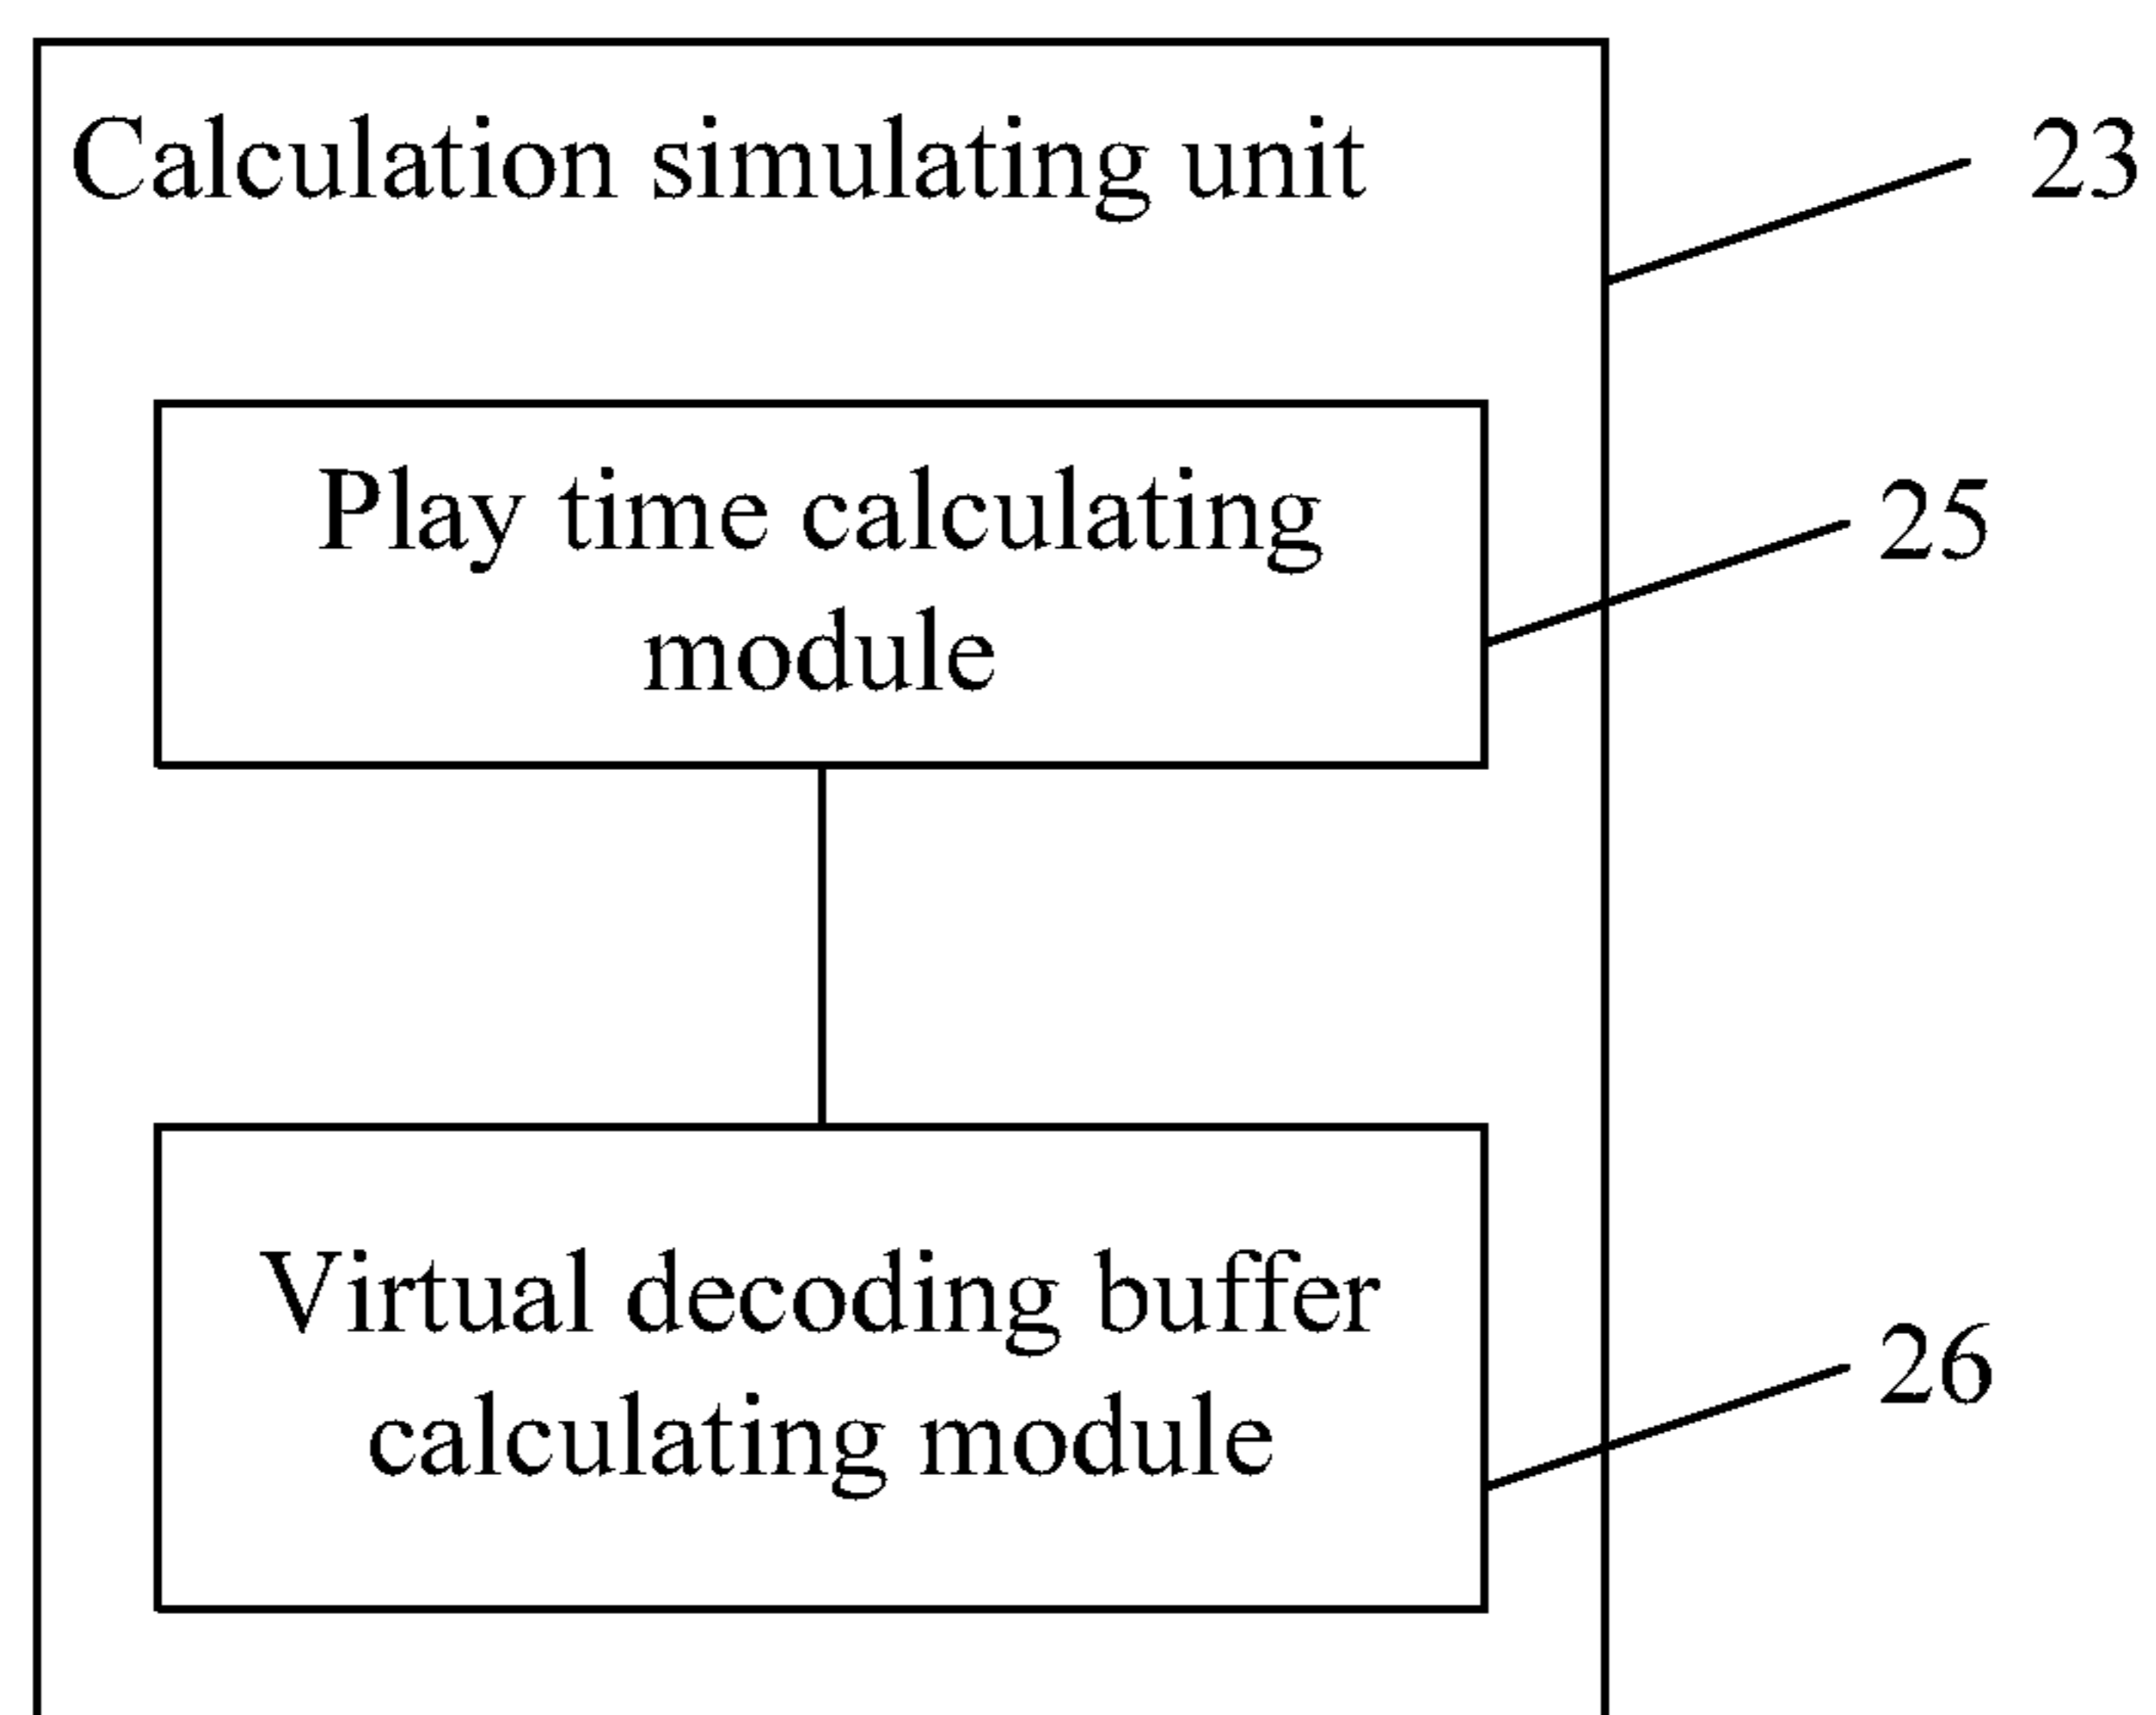 Calculation simulating unit
23
Play time calculating
module
25
Virtual decoding buffer
calculating module
26